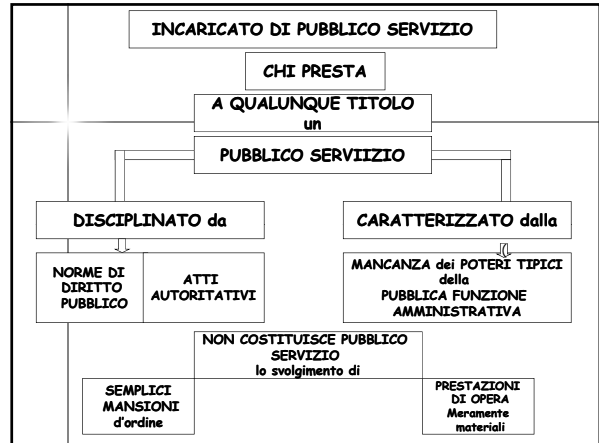 INCARICATO DI PUBBLICO SERVIZIO
CHI PRESTA
A QUALUNQUE TITOLO
un
PUBBLICO SERVIIZIO
DISCIPLINATO da
CARATTERIZZATO dalla
NORME DI
DIRITTO
PUBBLICO
ATTI
AUTORITATIVI
MANCANZA dei POTERI TIPICI
della
PUBBLICA FUNZIONE
AMMINISTRATIVA
NON COSTITUISCE PUBBLICO
SERVIZIO
lo svolgimento di
SEMPLICI
MANSIONI
d'ordine
PRESTAZIONI
DI OPERA
Meramente
materiali